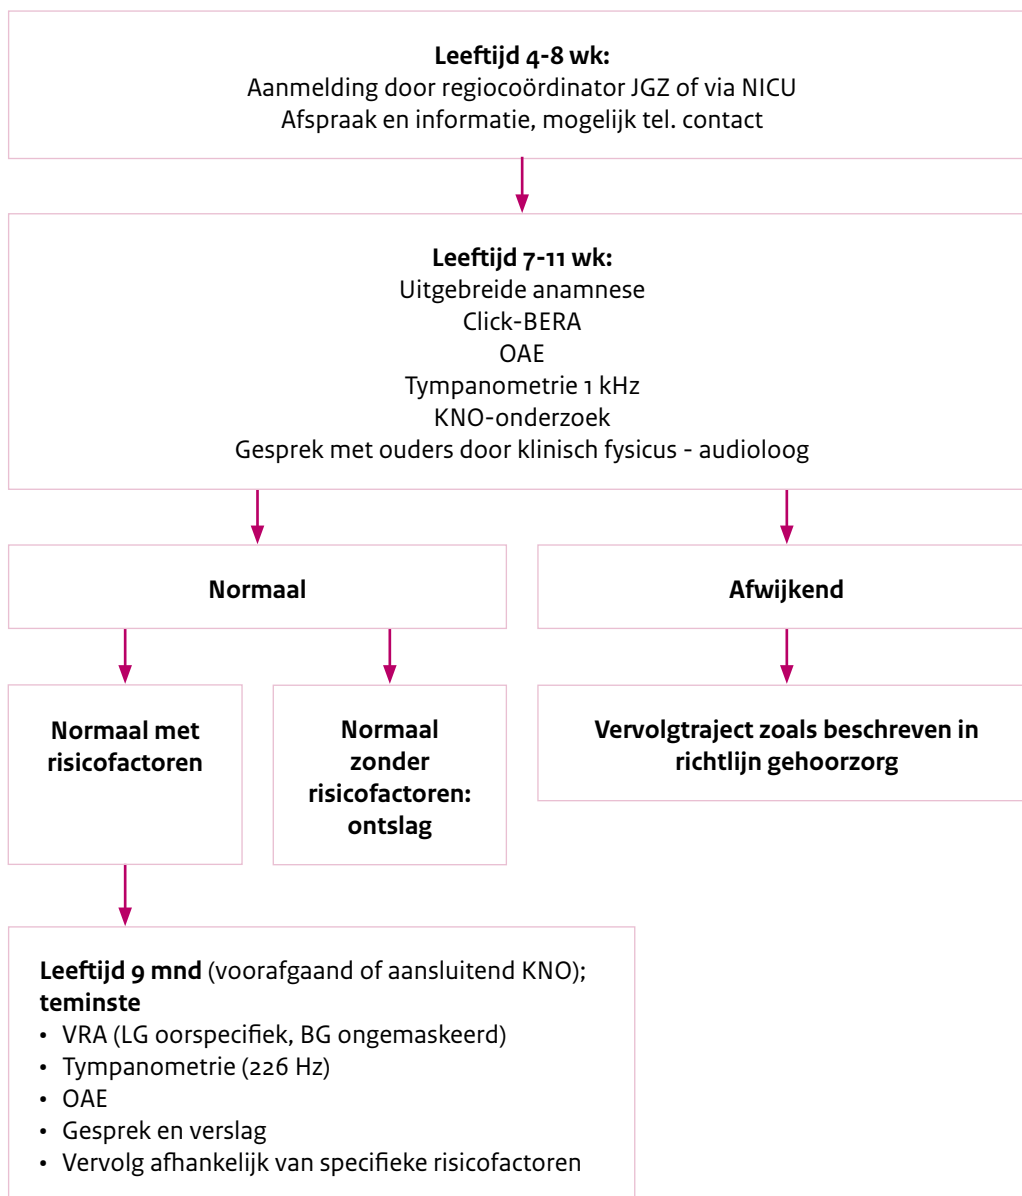 Leeftijd 4-8 wk:
Aanmelding door regiocoördinator JGZ of via NICU
Afspraak en informatie, mogelijk tel. contact
Leeftijd 7-11 wk:
Uitgebreide anamnese
Click-BERA
OAE
Tympanometrie 1 kHz
KNO-onderzoek
Gesprek met ouders door klinisch fysicus - audioloog
Normaal
Afwijkend
Normaal met
risicofactoren
Normaal
zonder
risicofactoren:
ontslag
Vervolgtraject zoals beschreven in
richtlijn gehoorzorg
Leeftijd 9 mnd (voorafgaand of aansluitend KNO);
teminste
• VRA (LG oorspecifiek, BG ongemaskeerd)
• Tympanometrie (226 Hz)
• OAE
• Gesprek en verslag
• Vervolg afhankelijk van specifieke risicofactoren